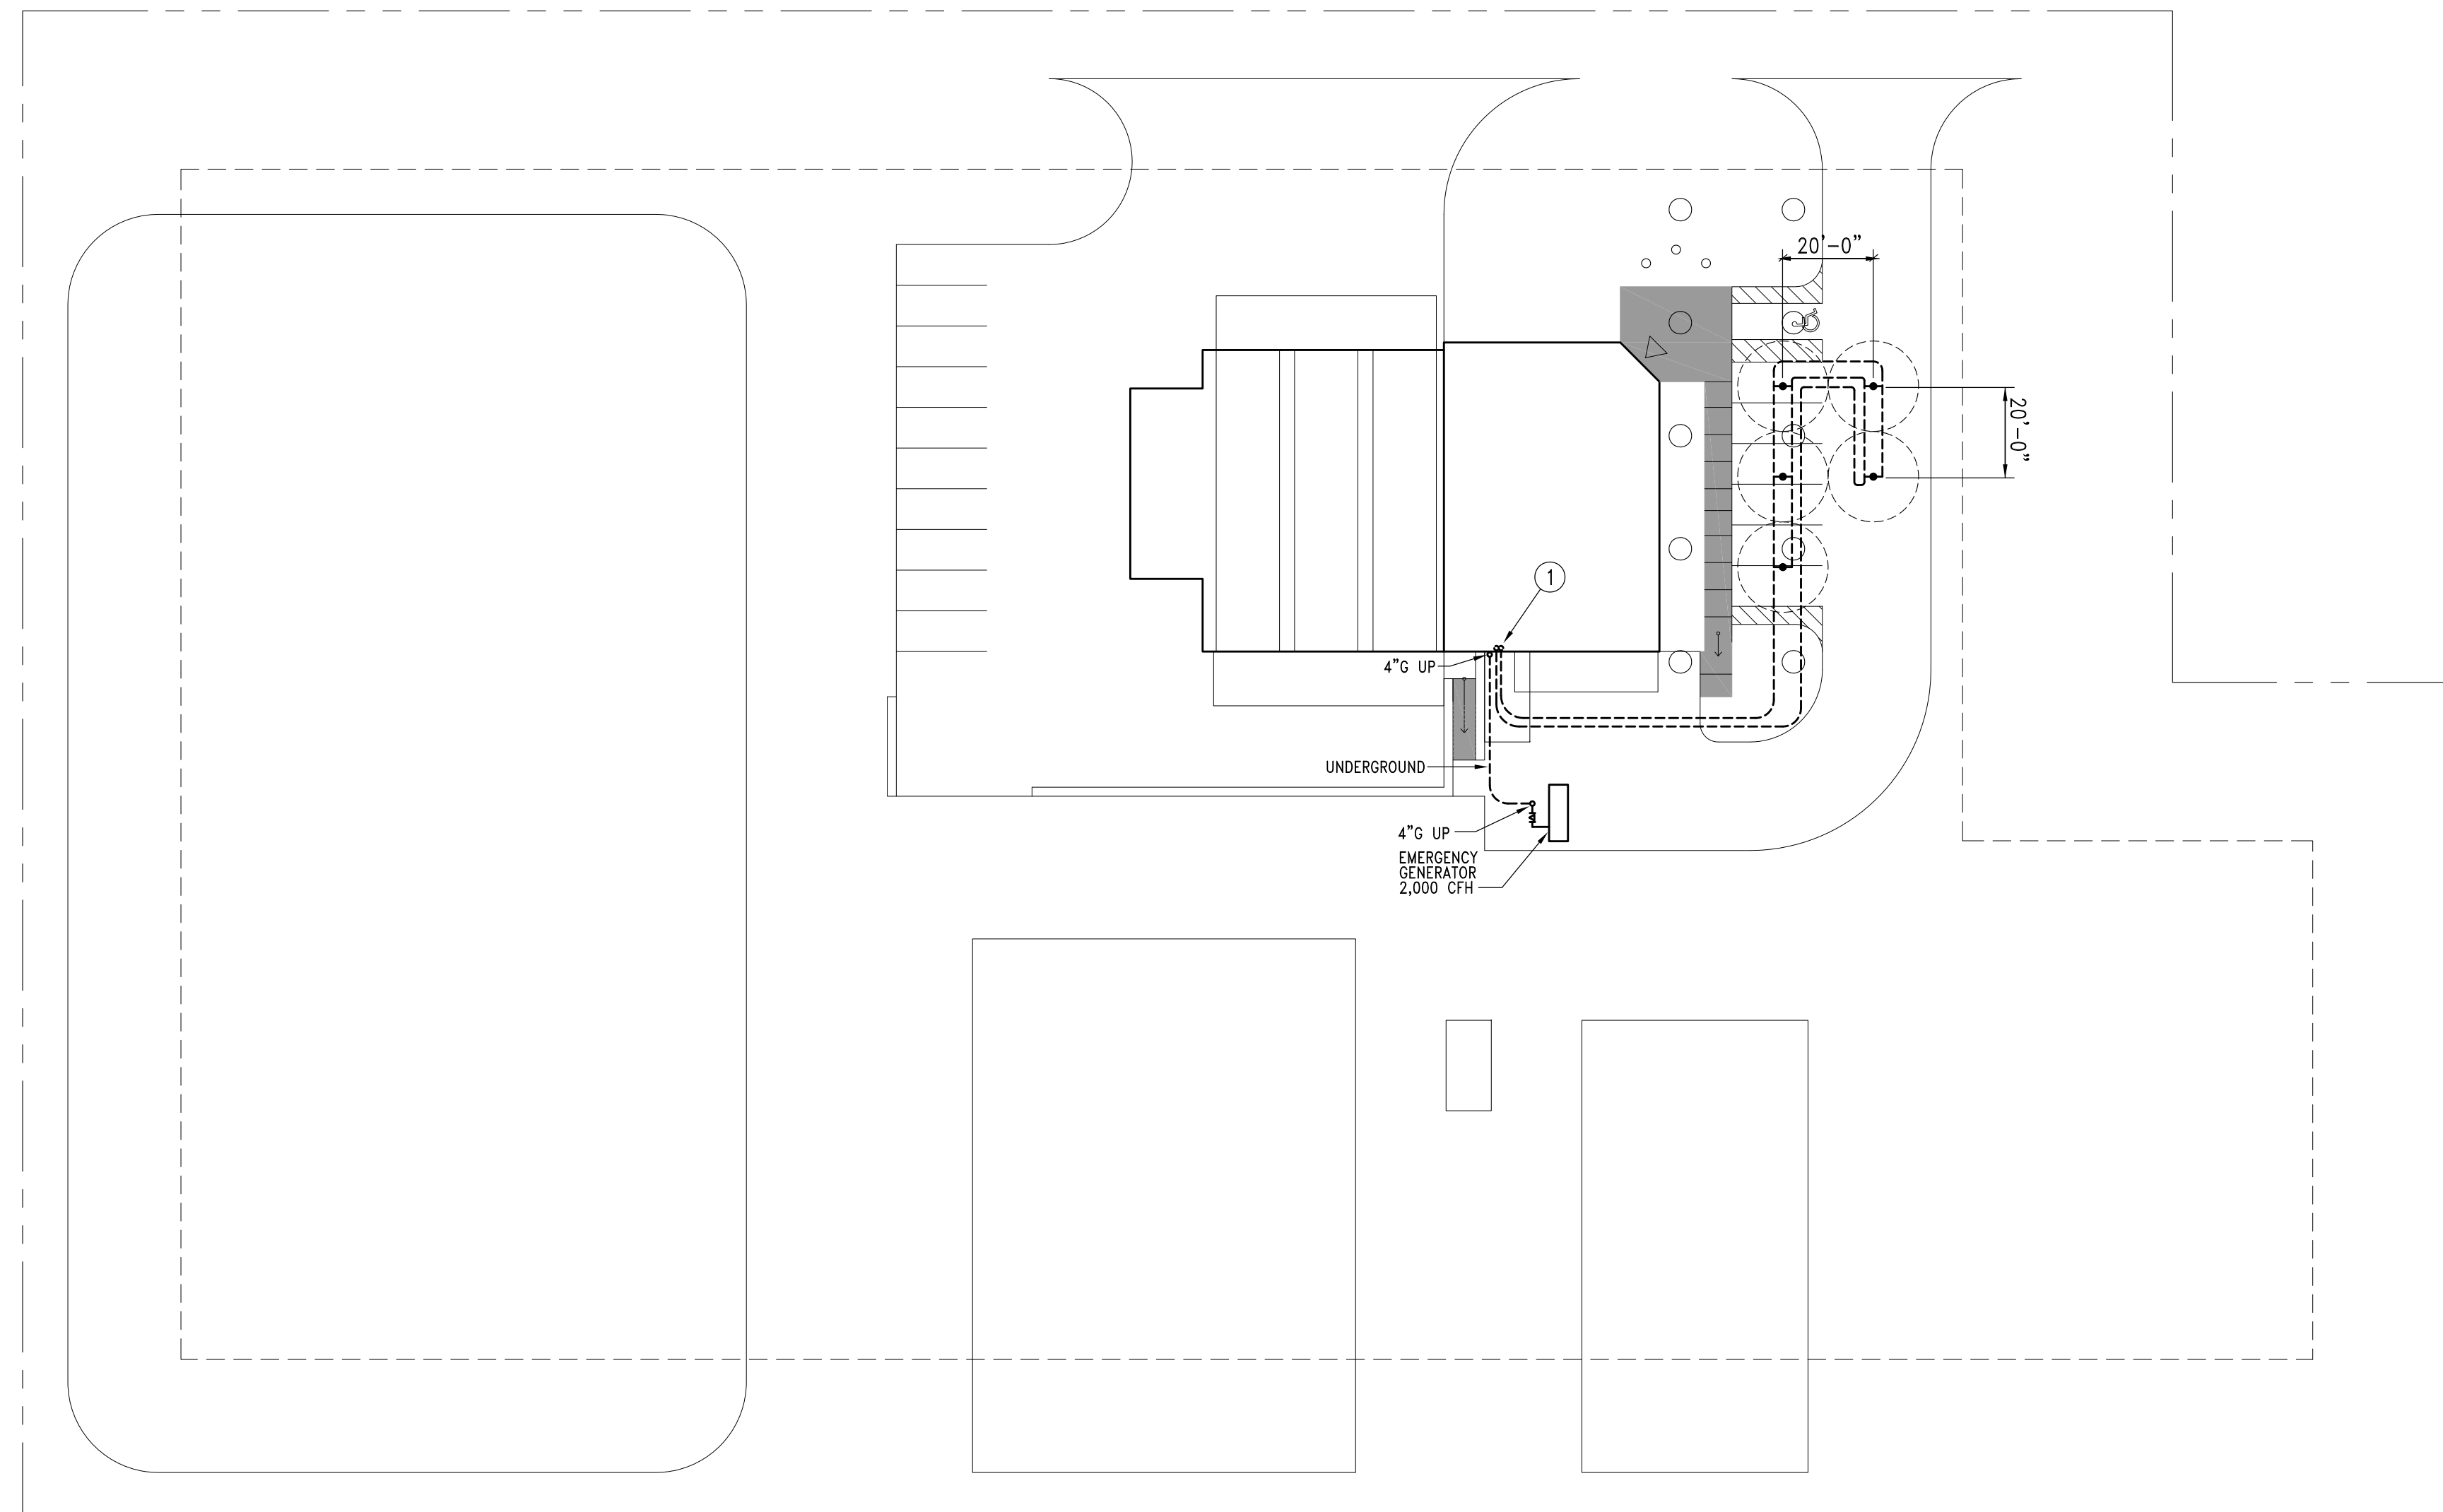 20'-0"
20'-0"
1
4"G UP
UNDERGROUND
4"G UP
EMERGENCY
GENERATOR
2,000 CFH